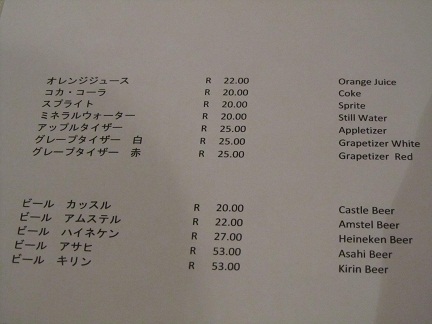 オレンジジュース R 22.00 Orange Juice
コカ・コーラ R 20.00 Coke
スプライト R 20.00 Sprite
ミネラルウォーター R 20.00 Still Water
アップルタイザー R 25.00 Appletizer
グレープタイザー 白 R 25.00 Grapetizer White
グレープタイザー 赤 R 25.00 Grapetizer Red
ビール カッスル R 20.00 Castle Beer
ビール アムステル R 22.00 Amstel Beer
ビール ハイネケン R 27.00 Heineken Beer
ビール アサヒ R 53.00 Asahi Beer
ビール キリン R 53.00 Kirin Beer